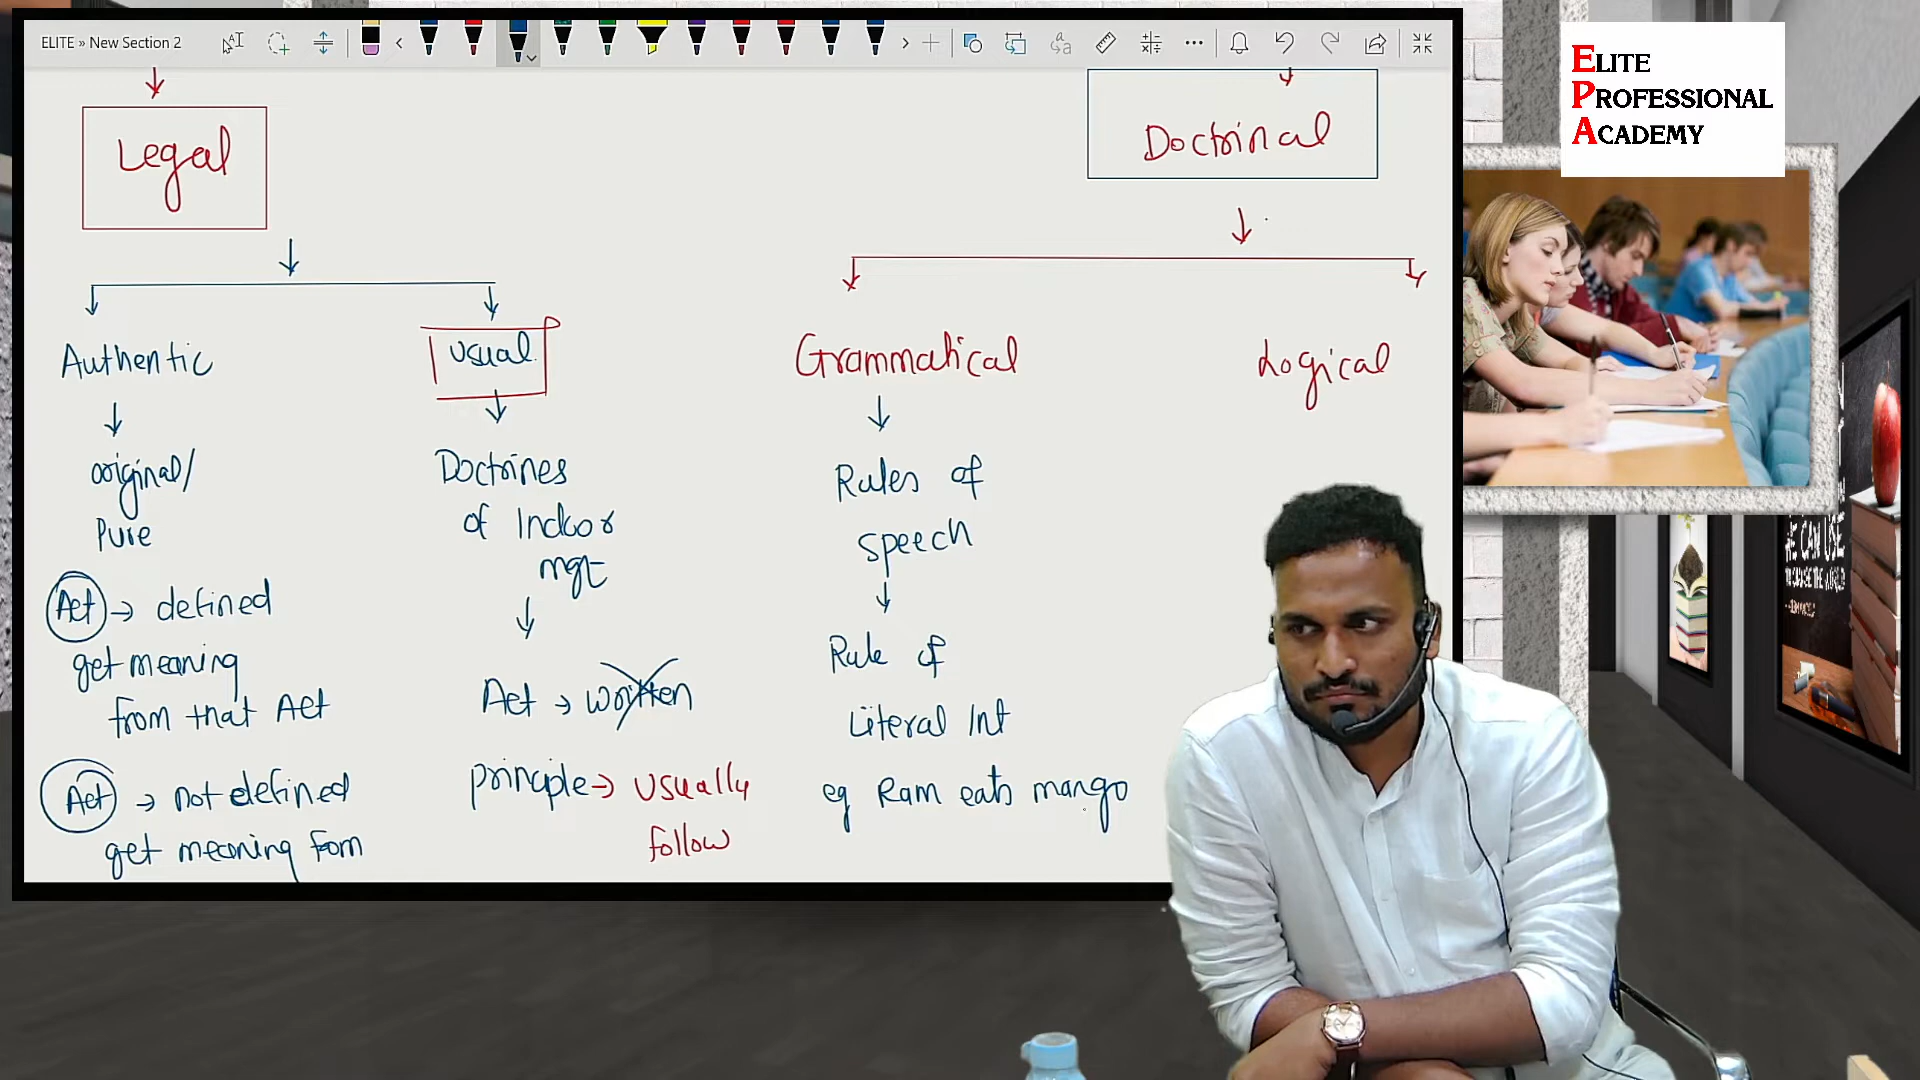 ELITE » New Section 2
ELITE
PROFESSIONAL
ACADEMY
Legal
Doctrinal
Authentic
usual
Grammatical
Logical
original/
Pure
Doctrines
of Indoor
mgt
Rules of
speech
Act → defined
get meaning
from that Act
Act → written
Rule of
Literal Int
Act → not defined
get meaning from
principle → usually
follow
eg Ram eats mango